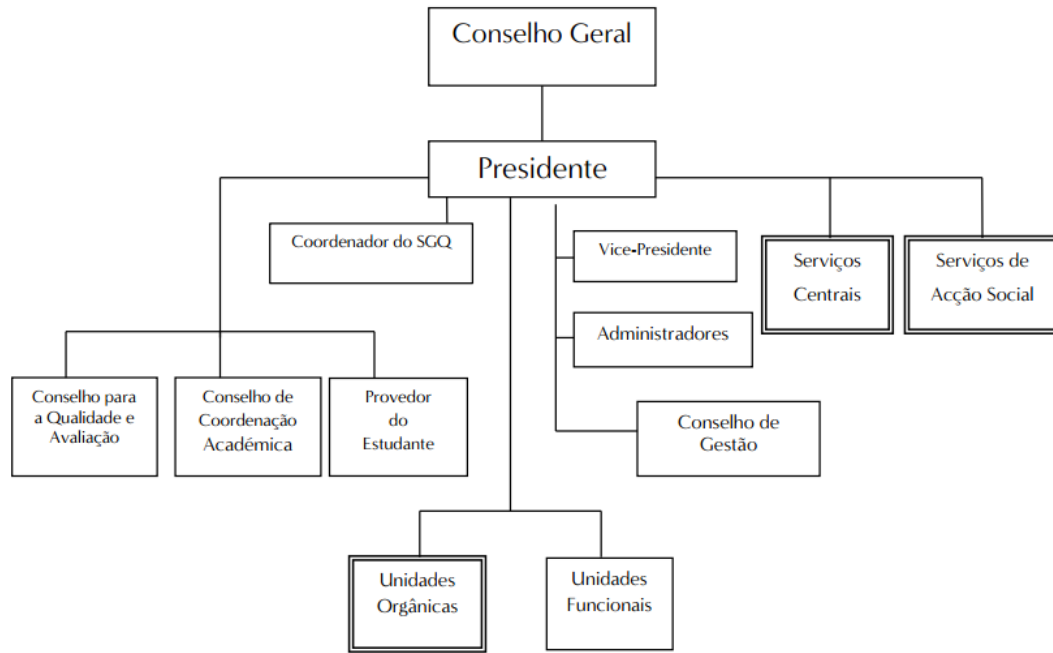 Conselho Geral
Presidente
Coordenador do SGQ
Vice-Presidente
Serviços
Centrais
Serviços de
Acção Social
Administradores
Conselho para
a Qualidade e
Avaliação
Conselho de
Coordenação
Académica
Provedor
do
Estudante
Conselho de
Gestão
Unidades
Orgânicas
Unidades
Funcionais